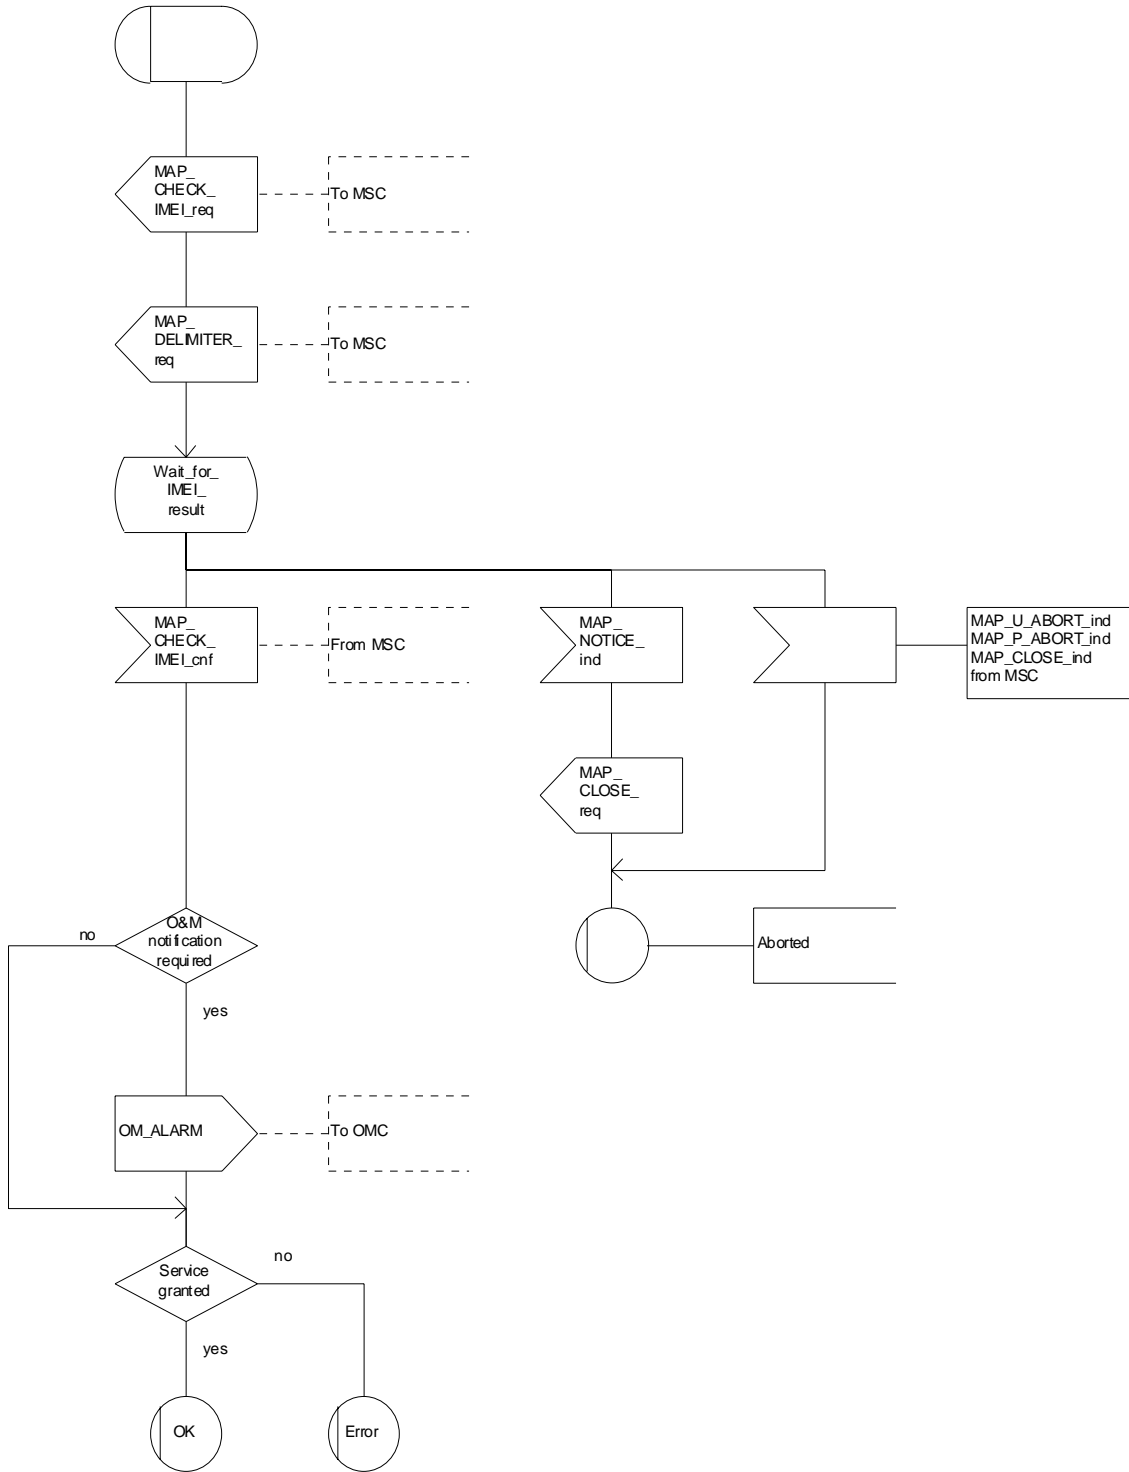 MAP_
CHECK_
IMEI_req
To MSC
MAP_
DELIMITER_
req
To MSC
Wait_for_
IMEI_
result
MAP_
CHECK_
IMEI_cnf
From MSC
MAP_
NOTICE_
ind
MAP_U_ABORT_ind
MAP_P_ABORT_ind
MAP_CLOSE_ind
from MSC
MAP_
CLOSE_
req
O&M
notification
required
no
yes
Aborted
OM_ALARM
To OMC
Service
granted
no
yes
OK
Error